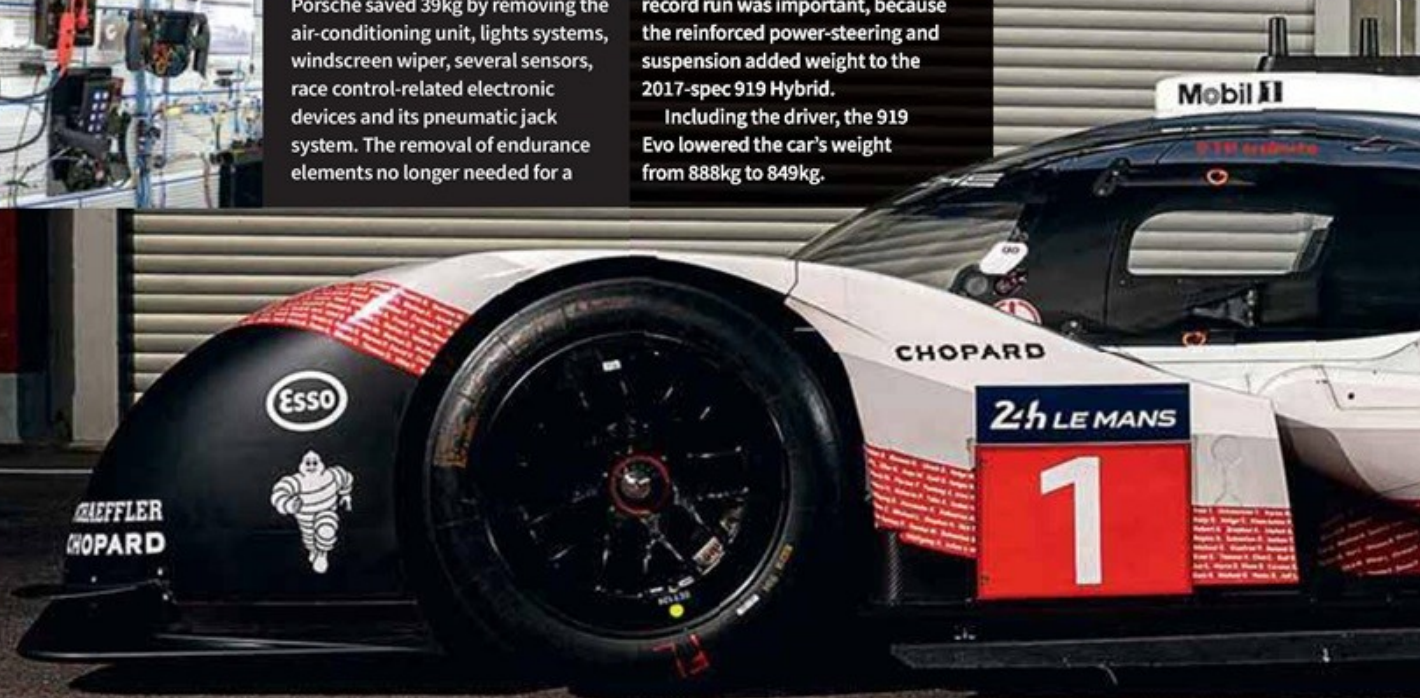 Porsche saved 39kg by removing the
air-conditioning unit, lights systems,
windscreen wiper, several sensors,
race control-related electronic
devices and its pneumatic jack
system. The removal of endurance
elements no longer needed for a
record run was important, because
the reinforced power-steering and
suspension added weight to the
2017-spec 919 Hybrid.
Including the driver, the 919
Evo lowered the car's weight
from 888kg to 849kg.
Mobil 1
CHOPARD
24h LE MANS
1
Esso
SCHAEFFLER
CHOPARD
FL